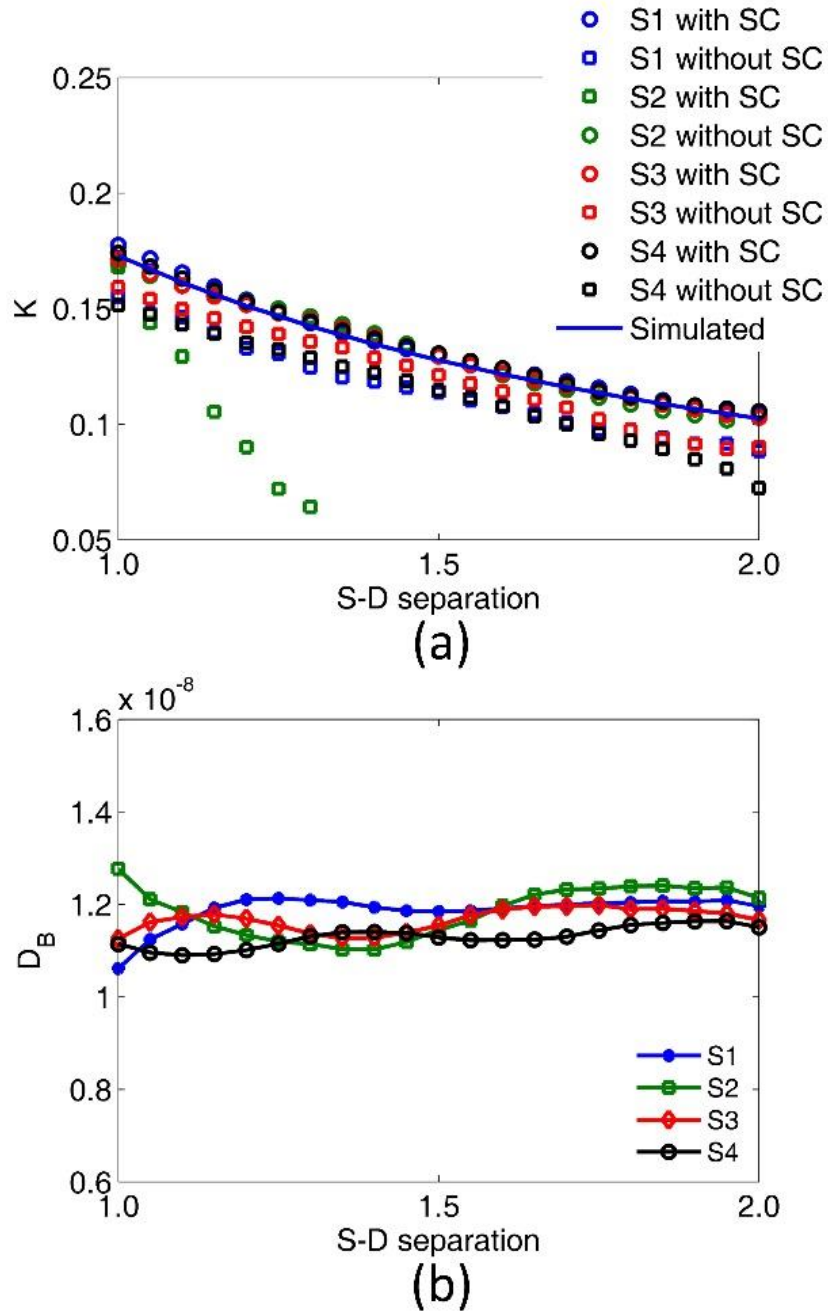 S1 with SC
S1 without SC
S2 with SC
S2 without SC
S3 with SC
S3 without SC
S4 with SC
S4 without SC
Simulated
0.25
0.2
0.15
0.1
0.05
K
1.0 1.5 2.0
S-D separation
(a)
x 10^-8
1.6
1.4
1.2
1
0.8
0.6
D_B
S1
S2
S3
S4
1.0 1.5 2.0
S-D separation
(b)